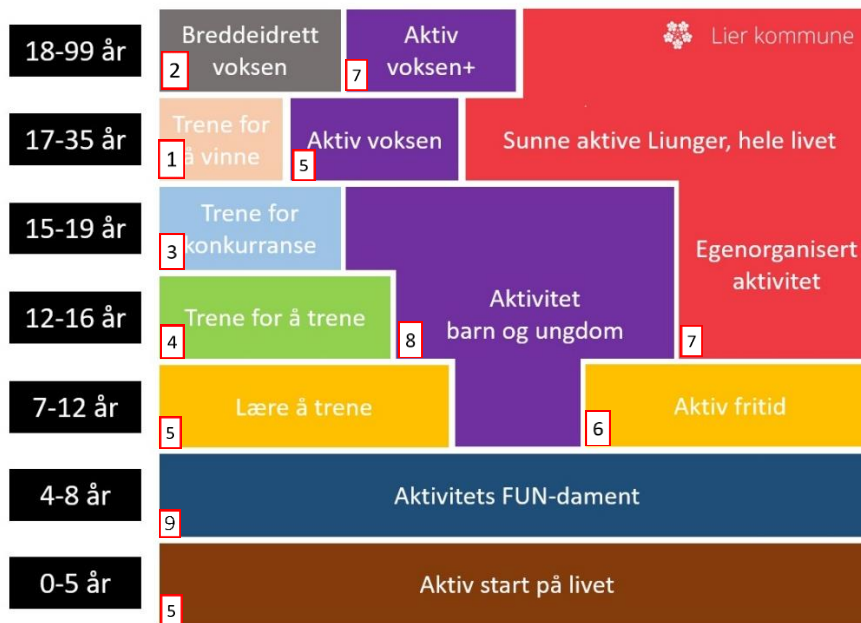 18-99 år
Breddeidrett
voksen
2
Aktiv
voksen+
7
Lier kommune
17-35 år
Trene for
å vinne
1
Aktiv voksen
5
Sunne aktive Liunger, hele livet
15-19 år
Trene for
konkurranse
3
Egenorganisert
aktivitet
7
12-16 år
Trene for å trene
4
Aktivitet
barn og ungdom
8
7-12 år
Lære å trene
5
Aktiv fritid
6
4-8 år
Aktivitets FUN-dament
9
0-5 år
Aktiv start på livet
5